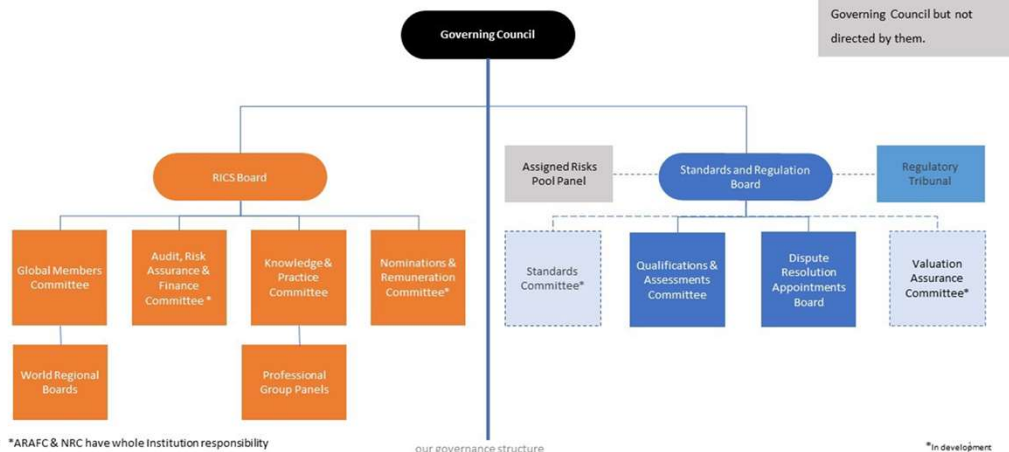 Governing Council but not
directed by them.
Governing Council
RICS Board
Assigned Risks
Pool Panel
Standards and Regulation
Board
Regulatory
Tribunal
Global Members
Committee
Audit, Risk
Assurance &
Finance
Committee *
Knowledge &
Practice
Committee
Nominations &
Remuneration
Committee*
Standards
Committee*
Qualifications &
Assessments
Committee
Dispute
Resolution
Appointments
Board
Valuation
Assurance
Committee*
World Regional
Boards
Professional
Group Panels
*ARAFC & NRC have whole Institution responsibility
our governance structure
*In development